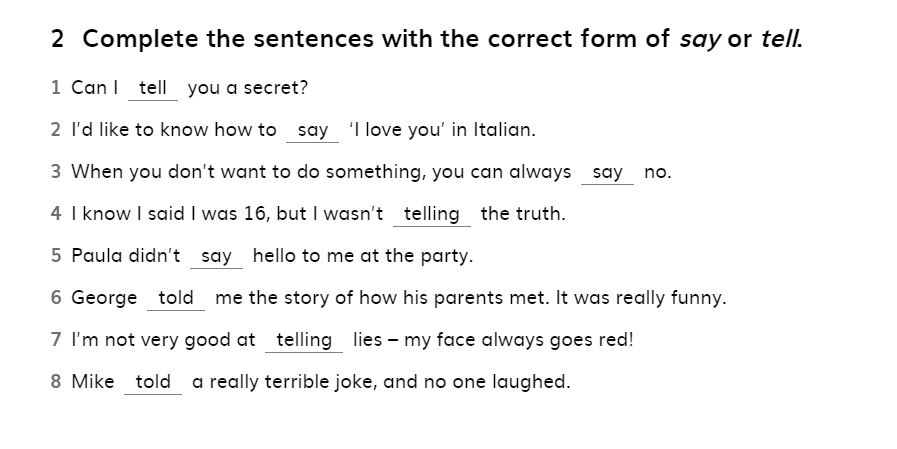 2 Complete the sentences with the correct form of say or tell.
1 Can I tell you a secret?
2 I'd like to know how to say 'I love you' in Italian.
3 When you don't want to do something, you can always say no.
4 I know I said I was 16, but I wasn't telling the truth.
5 Paula didn't say hello to me at the party.
6 George told me the story of how his parents met. It was really funny.
7 I'm not very good at telling lies – my face always goes red!
8 Mike told a really terrible joke, and no one laughed.